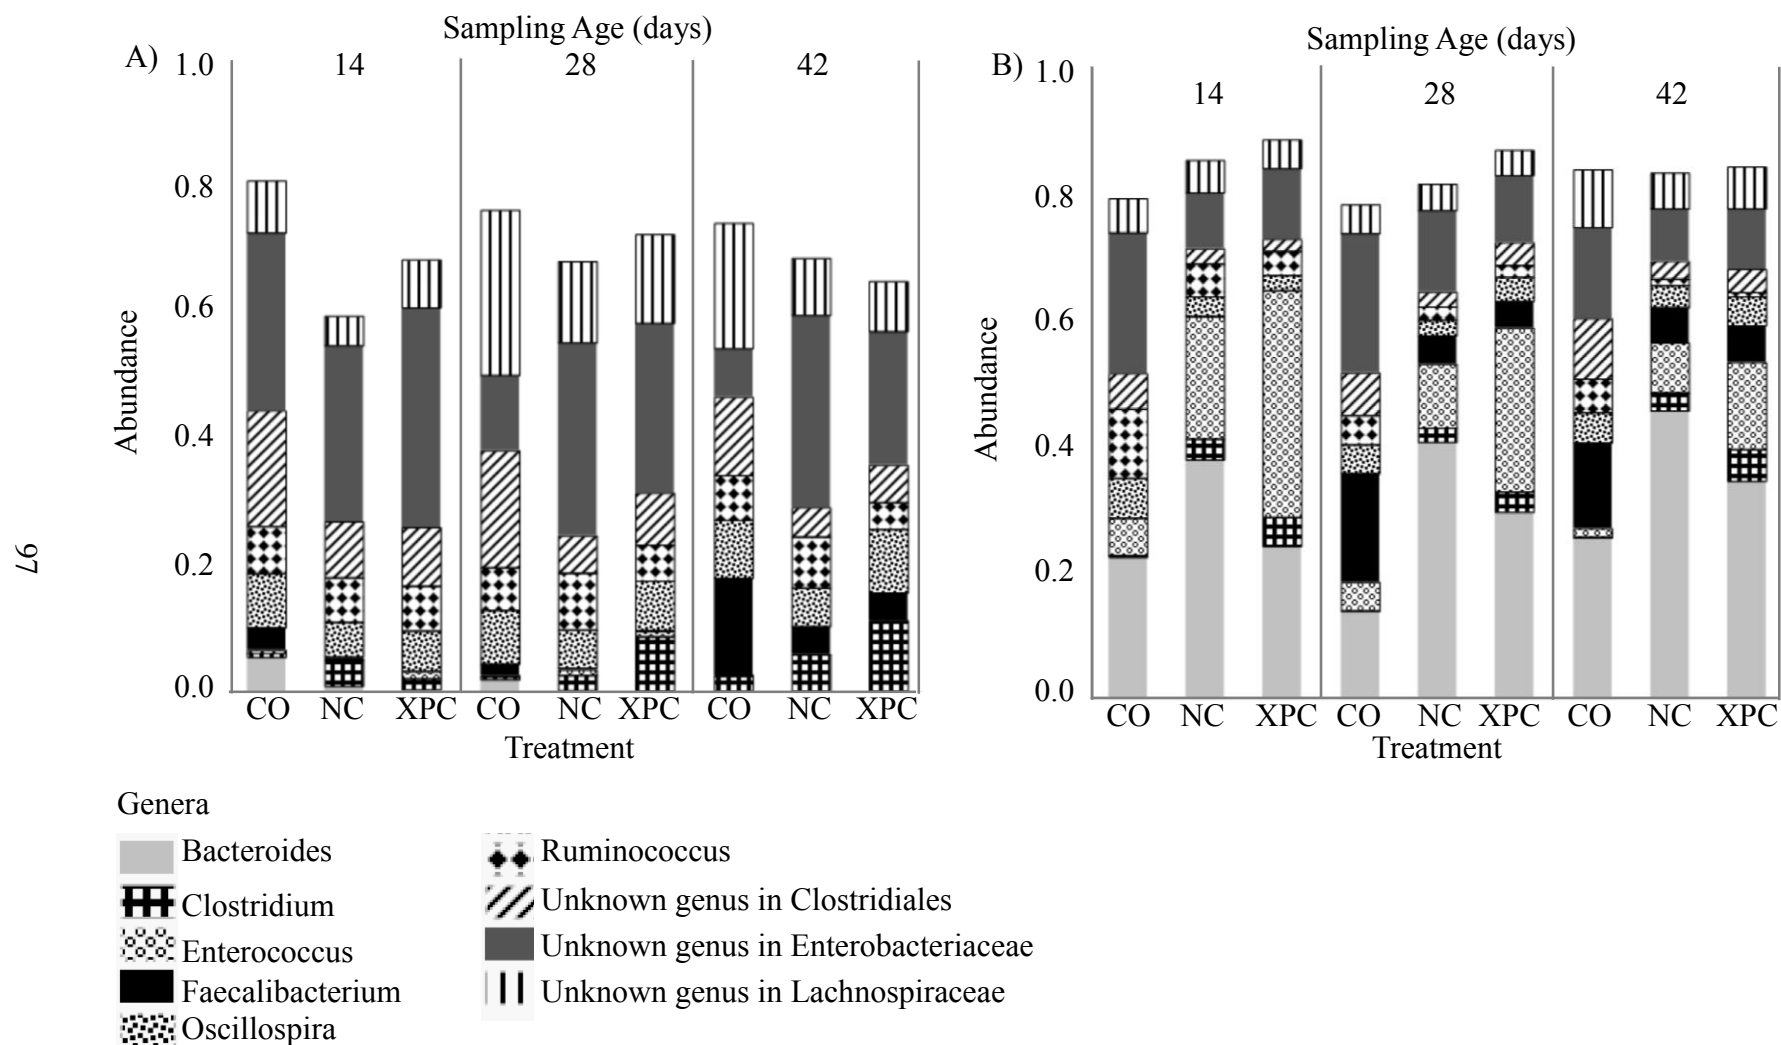 Sampling Age (days)
A)
14
28
42
1.0
0.8
0.6
0.4
0.2
0.0
Abundance
CO NC XPC CO NC XPC CO NC XPC
Treatment
Sampling Age (days)
B)
14
28
42
1.0
0.8
0.6
0.4
0.2
0.0
Abundance
CO NC XPC CO NC XPC CO NC XPC
Treatment
97
Genera
Bacteroides
Clostridium
Enterococcus
Faecalibacterium
Oscillospira
Ruminococcus
Unknown genus in Clostridiales
Unknown genus in Enterobacteriaceae
Unknown genus in Lachnospiraceae